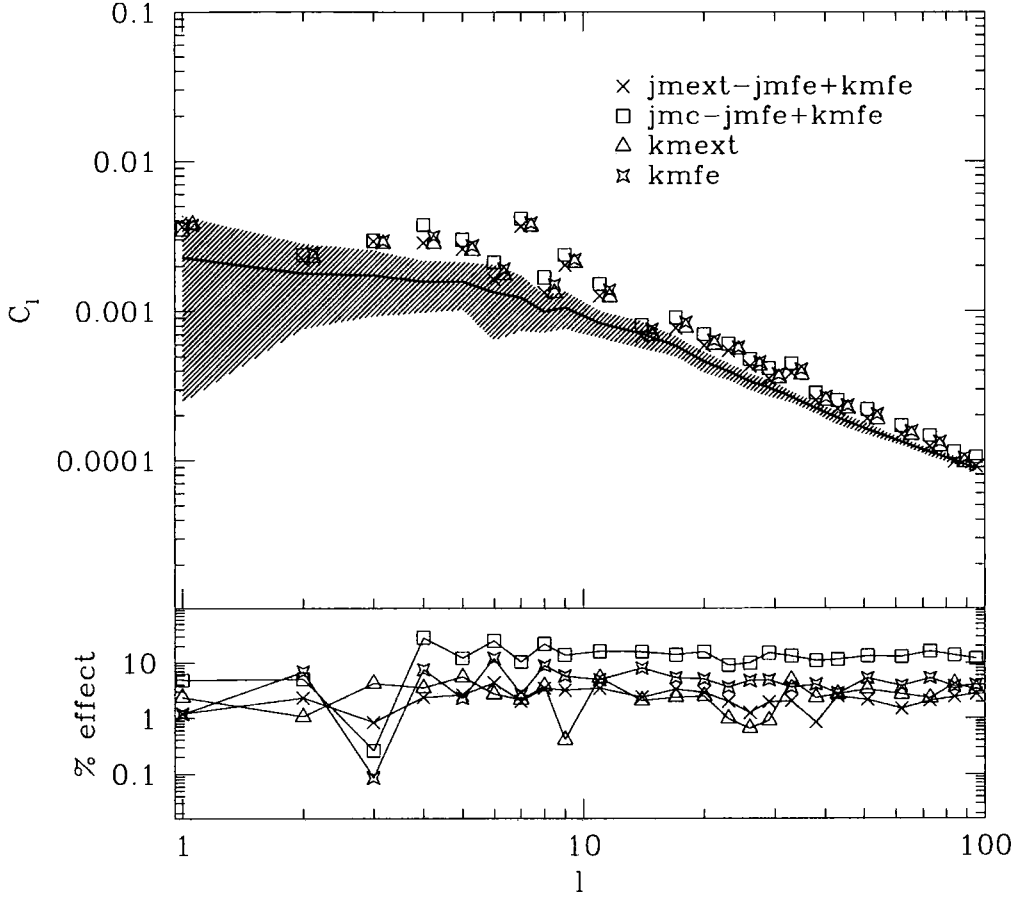 0.1
0.01
0.001
0.0001
C_l
× jmext−jmfe+kmfe
□ jmc−jmfe+kmfe
△ kmext
kmfe
10
1
0.1
% effect
1
10
100
l